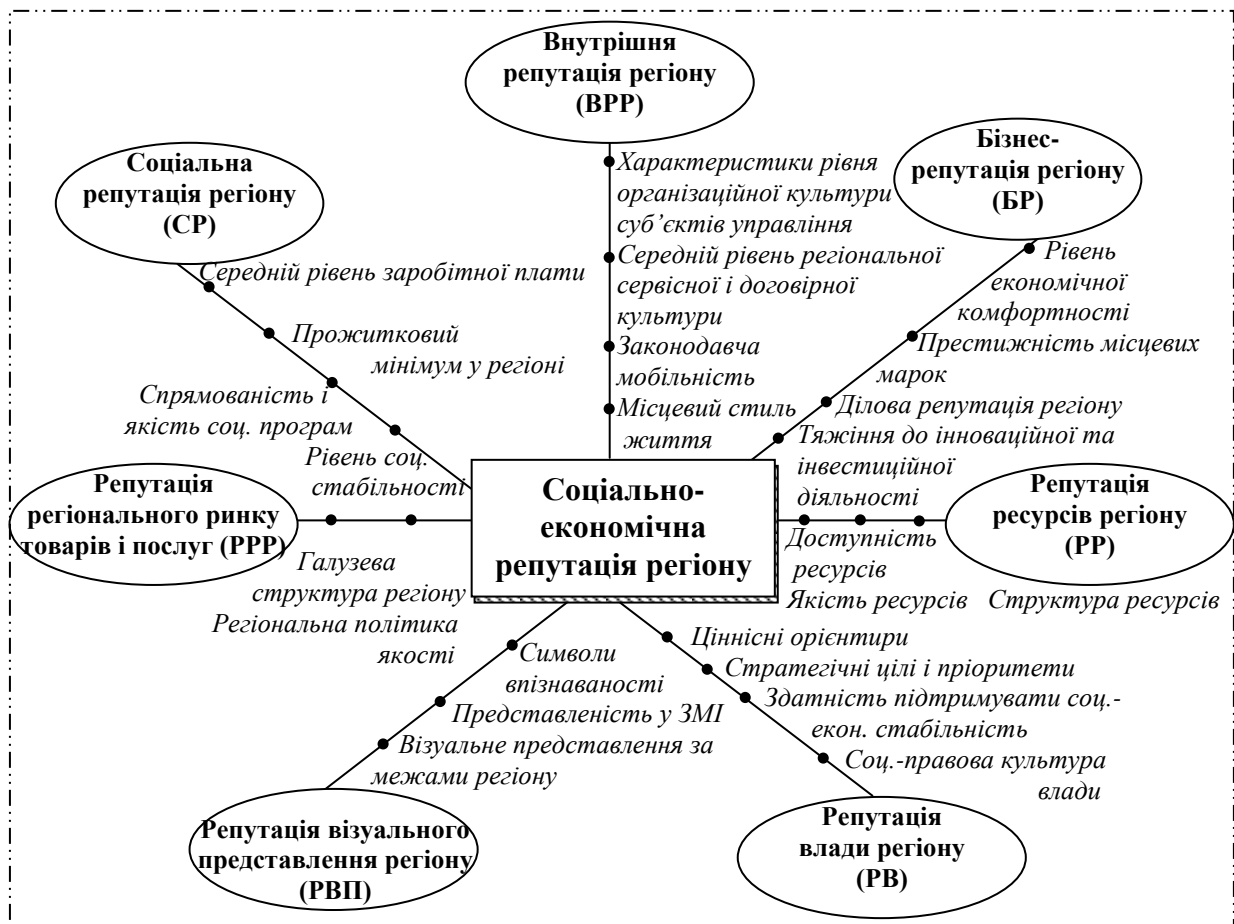 Внутрішня
репутація регіону
(ВРР)
Соціальна
репутація регіону
(СР)
Бізнес-
репутація регіону
(БР)
Характеристики рівня
організаційної культури
суб’єктів управління
Середній рівень регіональної
сервісної і договірної
культури
Законодавча
мобільність
Місцевий стиль
життя
Середній рівень заробітної плати
Прожитковий
мінімум у регіоні
Спрямованість і
якість соц. програм
Рівень соц.
стабільності
Рівень
економічної
комфортності
Престижність місцевих
марок
Ділова репутація регіону
Тяжіння до інноваційної та
інвестиційної
діяльності
Репутація
регіонального ринку
товарів і послуг (РРР)
Соціально-
економічна
репутація регіону
Репутація
ресурсів регіону
(РР)
Галузева
структура регіону
Регіональна політика
якості
Доступність
ресурсів
Якість ресурсів
Структура ресурсів
Символи
впізнаваності
Представленість у ЗМІ
Візуальне представлення за
межами регіону
Ціннісні орієнтири
Стратегічні цілі і пріоритети
Здатність підтримувати соц.-
екон. стабільність
Соц.-правова культура
влади
Репутація візуального
представлення регіону
(РВП)
Репутація
влади регіону
(РВ)